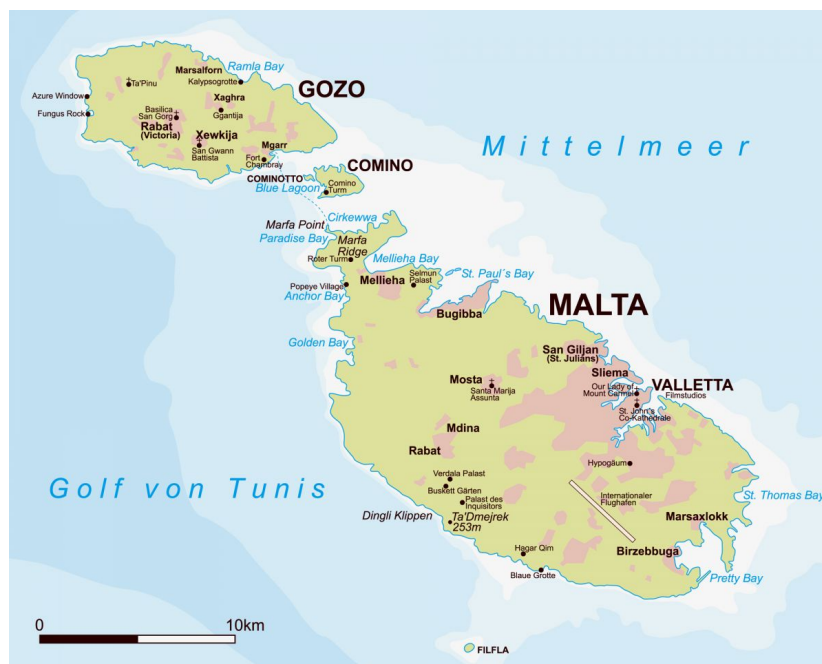 Ramla Bay
Marsalforn
Kalypsogrotte
Ta'Pinu
GOZO
Azure Window
Xaghra
Fungus Rock
Basilica
San Gorg
Ggantija
Rabat
(Victoria)
Xewkija
San Gwann
Battista
Mgarr
Fort
Chambray
Mittelmeer
COMINO
COMINOTTO
Blue Lagoon
Comino
Turm
Cirkewwa
Marfa Point
Paradise Bay
Marfa
Ridge
Roter Turm
Mellieha Bay
St. Paul´s Bay
Selmun
Palast
Mellieha
Popeye Village
Anchor Bay
Bugibba
MALTA
Golden Bay
San Giljan
(St. Julians)
Sliema
Mosta
Santa Marija
Assunta
Our Lady of
Mount Carmel
VALLETTA
Filmstudios
St. John´s
Co-Kathedrale
Mdina
Rabat
Hypogäum
Verdala Palast
Buskett Gärten
Golf von Tunis
Palast des
Inquisitors
Internationaler
Flughafen
St. Thomas Bay
Dingli Klippen
Ta'Dmejrek
253m
Marsaxlokk
Hagar Qim
Birzebbuga
Blaue Grotte
Pretty Bay
0
10km
FILFLA